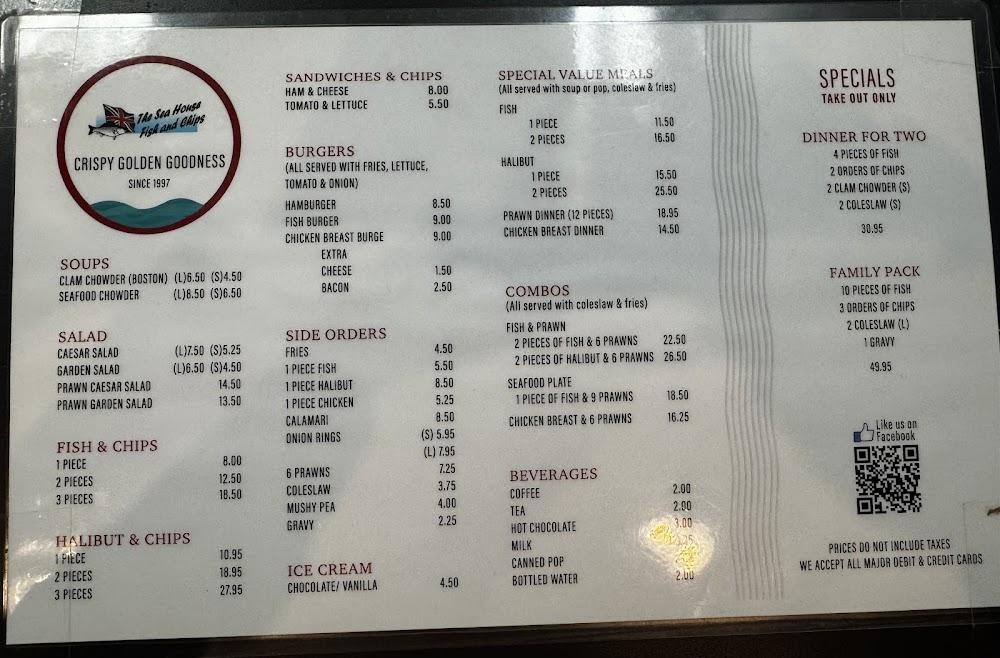 The Sea House
Fish and Chips
CRISPY GOLDEN GOODNESS
SINCE 1997
SOUPS
CLAM CHOWDER (BOSTON) (L)6.50 (S)4.50
SEAFOOD CHOWDER (L)8.50 (S)6.50
SALAD
CAESAR SALAD (L)7.50 (S)5.25
GARDEN SALAD (L)6.50 (S)4.50
PRAWN CAESAR SALAD 14.50
PRAWN GARDEN SALAD 13.50
FISH & CHIPS
1 PIECE 8.00
2 PIECES 12.50
3 PIECES 18.50
HALIBUT & CHIPS
1 PIECE 10.95
2 PIECES 18.95
3 PIECES 27.95
SANDWICHES & CHIPS
HAM & CHEESE 8.00
TOMATO & LETTUCE 5.50
BURGERS
(ALL SERVED WITH FRIES, LETTUCE,
TOMATO & ONION)
HAMBURGER 8.50
FISH BURGER 9.00
CHICKEN BREAST BURGE 9.00
EXTRA
CHEESE 1.50
BACON 2.50
SIDE ORDERS
FRIES 4.50
1 PIECE FISH 5.50
1 PIECE HALIBUT 8.50
1 PIECE CHICKEN 5.25
CALAMARI 8.50
ONION RINGS (S) 5.95
(L) 7.95
6 PRAWNS 7.25
COLESLAW 3.75
MUSHY PEA 4.00
GRAVY 2.25
ICE CREAM
CHOCOLATE/ VANILLA 4.50
SPECIAL VALUE MEALS
(All served with soup or pop, coleslaw & fries)
FISH
1 PIECE 11.50
2 PIECES 16.50
HALIBUT
1 PIECE 15.50
2 PIECES 25.50
PRAWN DINNER (12 PIECES) 18.95
CHICKEN BREAST DINNER 14.50
COMBOS
(All served with coleslaw & fries)
FISH & PRAWN
2 PIECES OF FISH & 6 PRAWNS 22.50
2 PIECES OF HALIBUT & 6 PRAWNS 26.50
SEAFOOD PLATE
1 PIECE OF FISH & 9 PRAWNS 18.50
CHICKEN BREAST & 6 PRAWNS 16.25
BEVERAGES
COFFEE 2.00
TEA 2.00
HOT CHOCOLATE 3.00
MILK
CANNED POP
BOTTLED WATER 2.00
SPECIALS
TAKE OUT ONLY
DINNER FOR TWO
4 PIECES OF FISH
2 ORDERS OF CHIPS
2 CLAM CHOWDER (S)
2 COLESLAW (S)
30.95
FAMILY PACK
10 PIECES OF FISH
3 ORDERS OF CHIPS
2 COLESLAW (L)
1 GRAVY
49.95
Like us on
Facebook
PRICES DO NOT INCLUDE TAXES
WE ACCEPT ALL MAJOR DEBIT & CREDIT CARDS